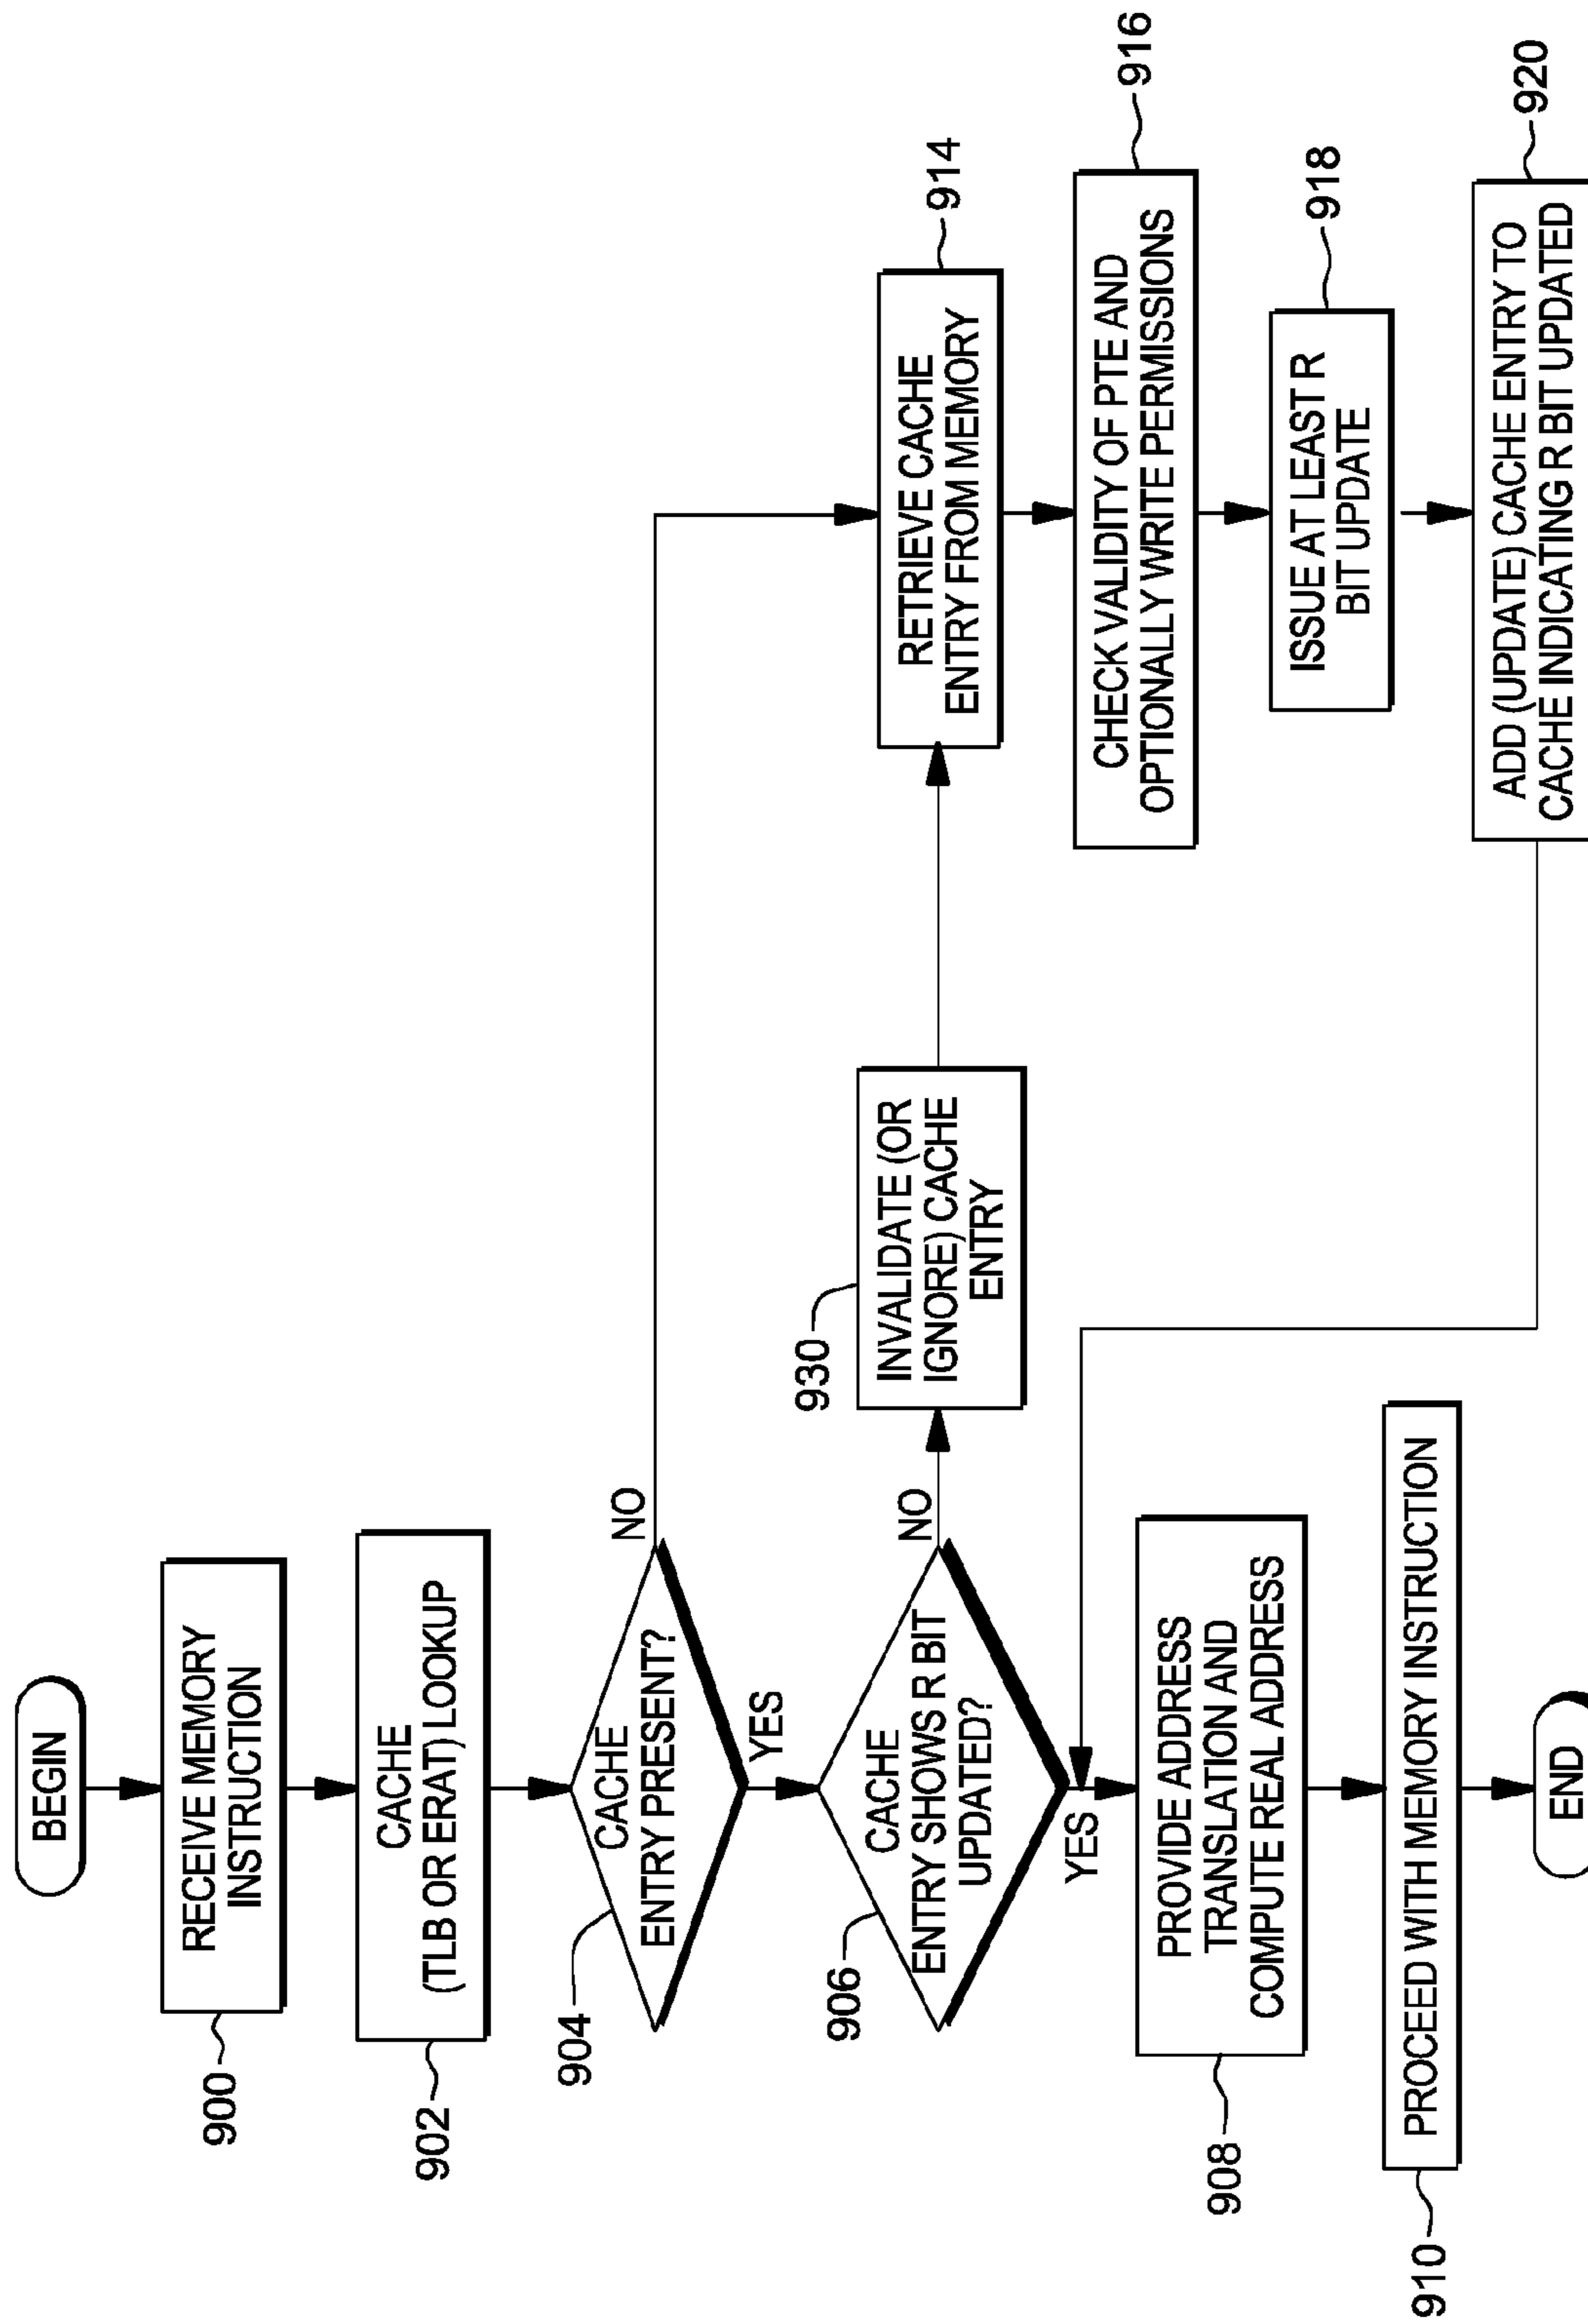 BEGIN
900
RECEIVE MEMORY
INSTRUCTION
902
CACHE
(TLB OR ERAT) LOOKUP
904
CACHE
ENTRY PRESENT?
NO
YES
906
CACHE
ENTRY SHOWS R BIT
UPDATED?
NO
YES
930
INVALIDATE (OR
IGNORE) CACHE
ENTRY
914
RETRIEVE CACHE
ENTRY FROM MEMORY
916
CHECK VALIDITY OF PTE AND
OPTIONALLY WRITE PERMISSIONS
918
ISSUE AT LEAST R
BIT UPDATE
920
ADD (UPDATE) CACHE ENTRY TO
CACHE INDICATING R BIT UPDATED
908
PROVIDE ADDRESS
TRANSLATION AND
COMPUTE REAL ADDRESS
910
PROCEED WITH MEMORY INSTRUCTION
END